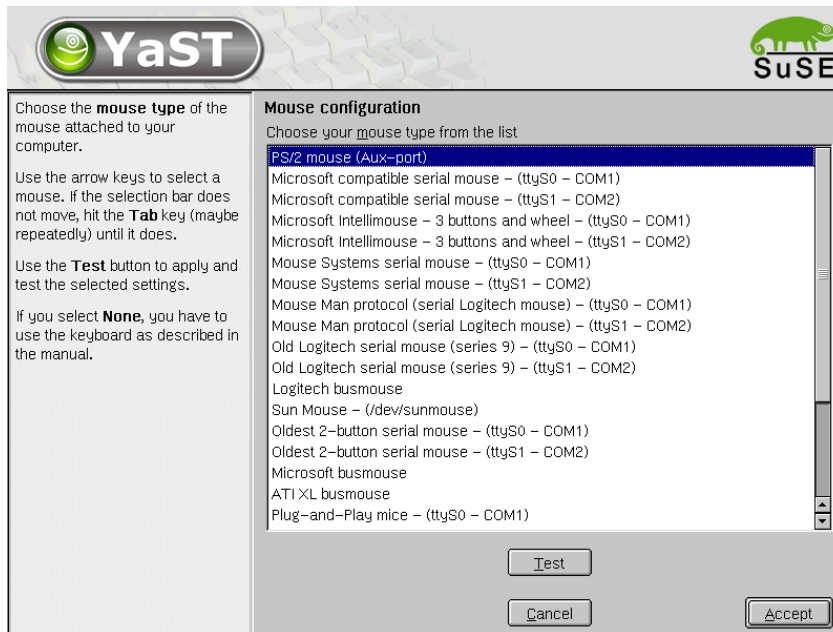 YaST
SuSE
Choose the mouse type of the
mouse attached to your
computer.
Use the arrow keys to select a
mouse. If the selection bar does
not move, hit the Tab key (maybe
repeatedly) until it does.
Use the Test button to apply and
test the selected settings.
If you select None, you have to
use the keyboard as described in
the manual.
Mouse configuration
Choose your mouse type from the list
PS/2 mouse (Aux-port)
Microsoft compatible serial mouse - (ttyS0 - COM1)
Microsoft compatible serial mouse - (ttyS1 - COM2)
Microsoft Intellimouse - 3 buttons and wheel - (ttyS0 - COM1)
Microsoft Intellimouse - 3 buttons and wheel - (ttyS1 - COM2)
Mouse Systems serial mouse - (ttyS0 - COM1)
Mouse Systems serial mouse - (ttyS1 - COM2)
Mouse Man protocol (serial Logitech mouse) - (ttyS0 - COM1)
Mouse Man protocol (serial Logitech mouse) - (ttyS1 - COM2)
Old Logitech serial mouse (series 9) - (ttyS0 - COM1)
Old Logitech serial mouse (series 9) - (ttyS1 - COM2)
Logitech busmouse
Sun Mouse - (/dev/sunmouse)
Oldest 2-button serial mouse - (ttyS0 - COM1)
Oldest 2-button serial mouse - (ttyS1 - COM2)
Microsoft busmouse
ATI XL busmouse
Plug-and-Play mice - (ttyS0 - COM1)
Test
Cancel
Accept